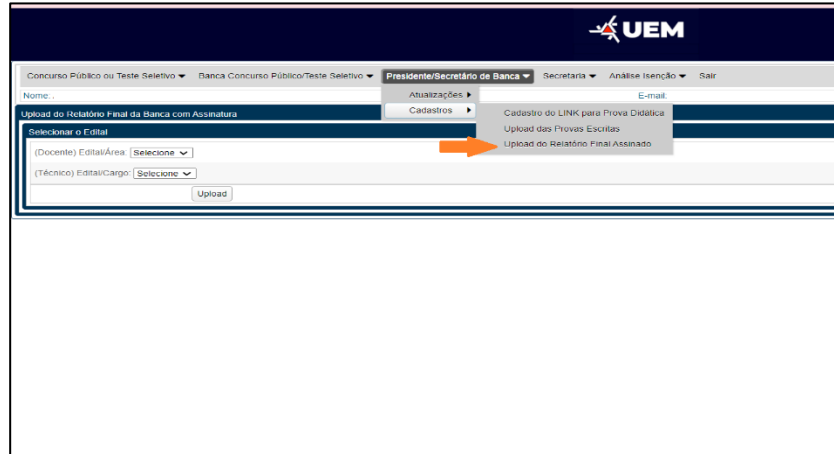 UEM
Concurso Público ou Teste Seletivo Banca Concurso Público/Teste Seletivo Presidente/Secretário de Banca Secretaria Análise Isenção Sair
Nome: . Atualizações E-mail:
Upload do Relatório Final da Banca com Assinatura Cadastros Cadastro do LINK para Prova Didática
Selecionar o Edital Upload das Provas Escritas
(Docente) Edital/Área: Selecione Upload do Relatório Final Assinado
(Técnico) Edital/Cargo: Selecione
Upload